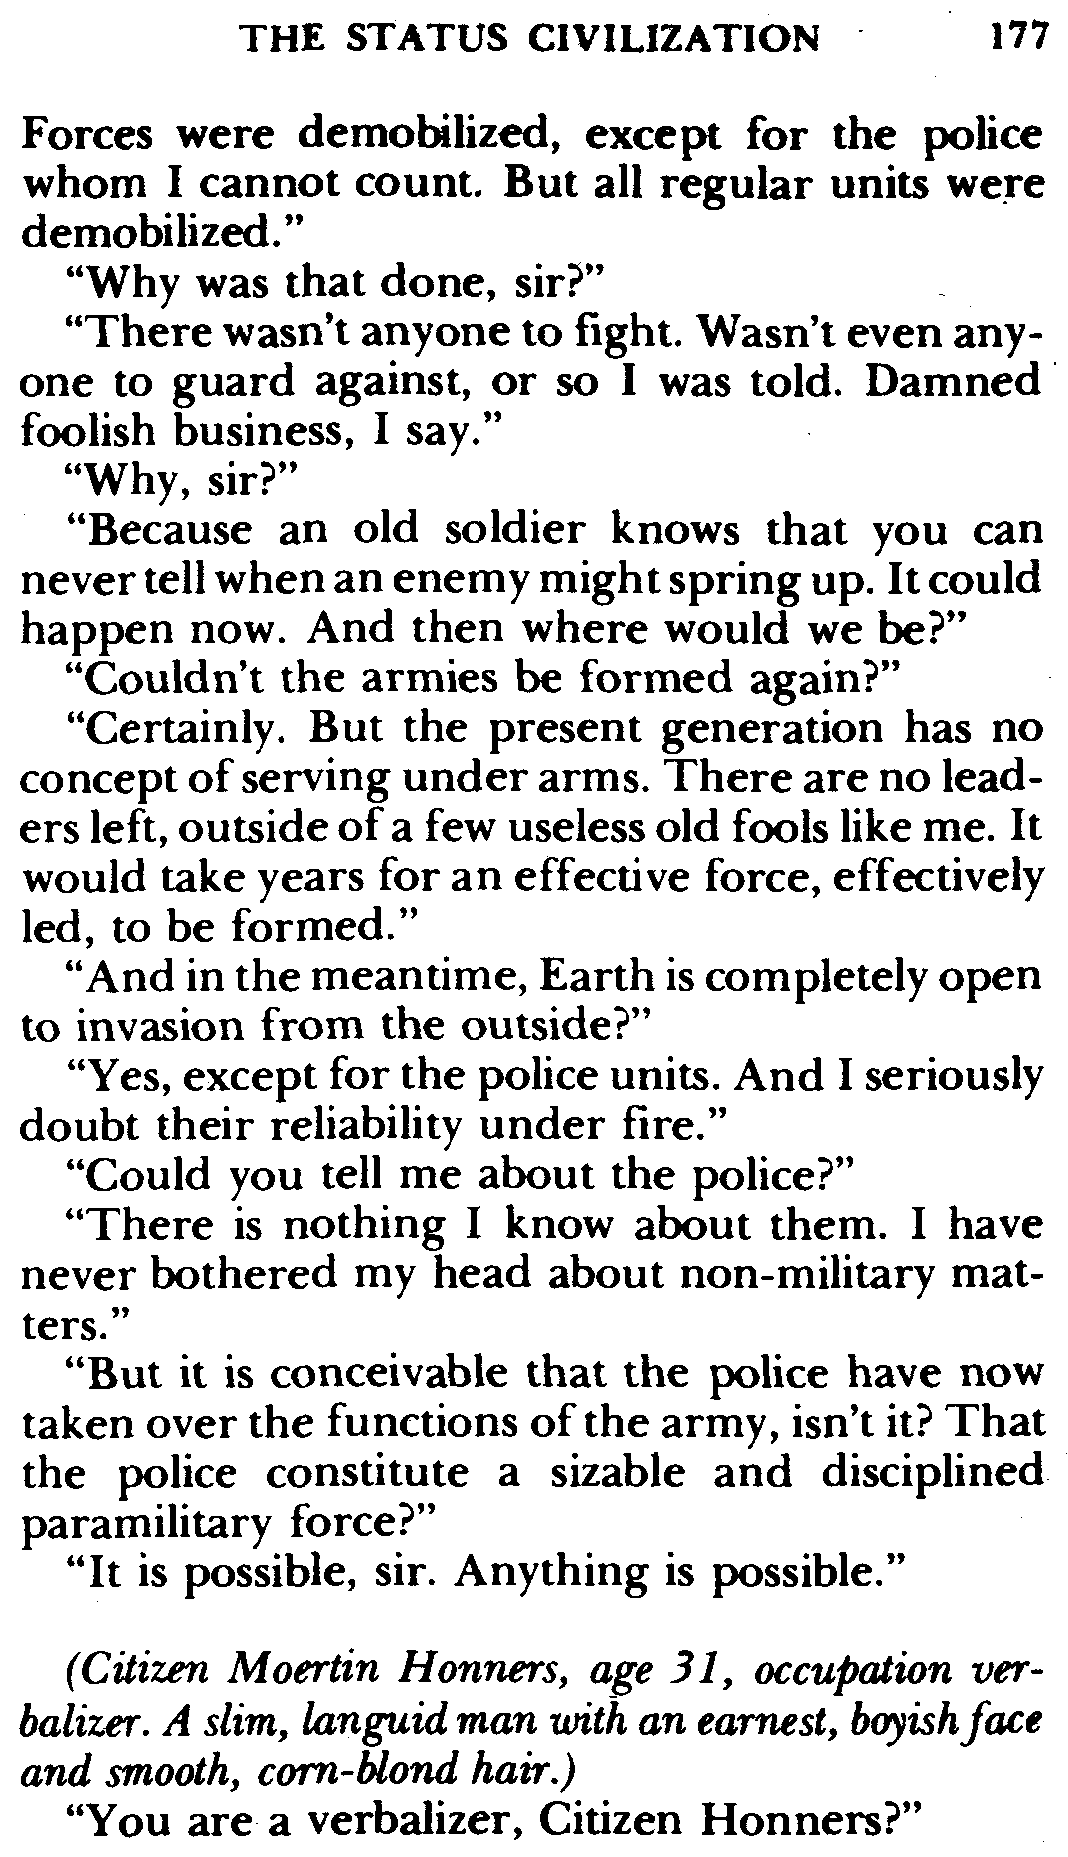 THE STATUS CIVILIZATION 177
Forces were demobilized, except for the police
whom I cannot count. But all regular units were
demobilized.”
“Why was that done, sir?”
“There wasn’t anyone to fight. Wasn’t even any-
one to guard against, or so I was told. Damned
foolish business, I say.”
“Why, sir?”
“Because an old soldier knows that you can
never tell when an enemy might spring up. It could
happen now. And then where would we be?”
“Couldn’t the armies be formed again?”
“Certainly. But the present generation has no
concept of serving under arms. There are no lead-
ers left, outside of a few useless old fools like me. It
would take years for an effective force, effectively
led, to be formed.”
“And in the meantime, Earth is completely open
to invasion from the outside?”
“Yes, except for the police units. And I seriously
doubt their reliability under fire.”
“Could you tell me about the police?”
“There is nothing I know about them. I have
never bothered my head about non-military mat-
ters.”
“But it is conceivable that the police have now
taken over the functions of the army, isn’t it? That
the police constitute a sizable and disciplined
paramilitary force?”
“It is possible, sir. Anything is possible.”
(Citizen Moertin Honners, age 31, occupation ver-
balizer. A slim, languid man with an earnest, boyish face
and smooth, corn-blond hair.)
“You are a verbalizer, Citizen Honners?”